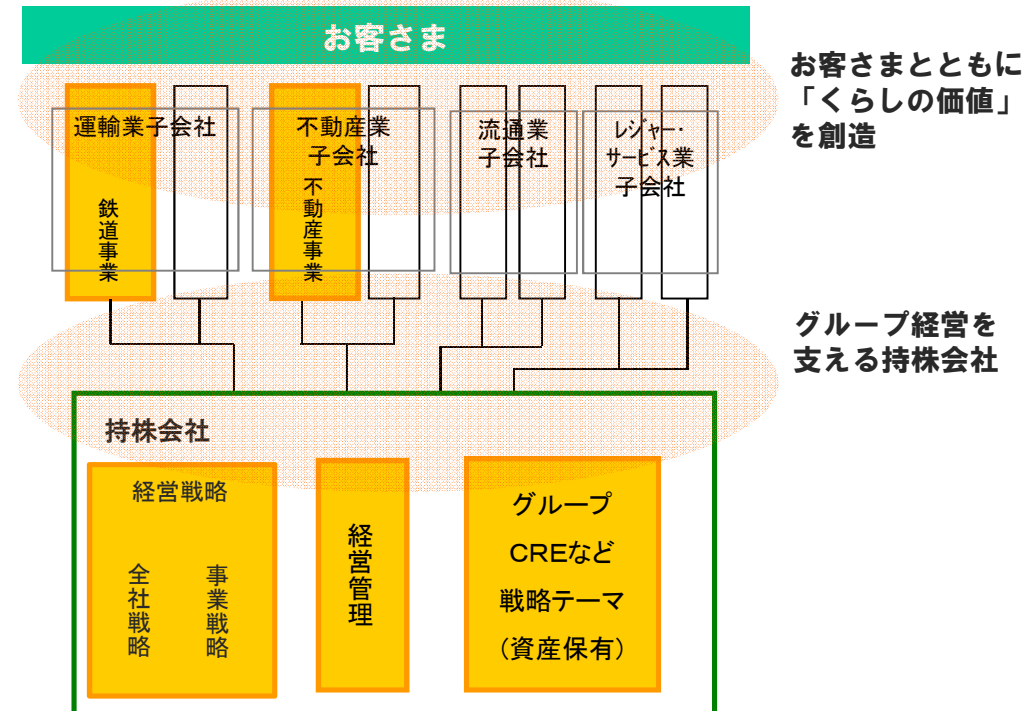 お客さま
お客さまとともに
「くらしの価値」
を創造
運輸業子会社
不動産業
子会社
流通業
子会社
レジャー・
サービス業
子会社
鉄道事業
不動産事業
グループ経営を
支える持株会社
持株会社
経営戦略
全社戦略
事業戦略
経営管理
グループ
CREなど
戦略テーマ
(資産保有)